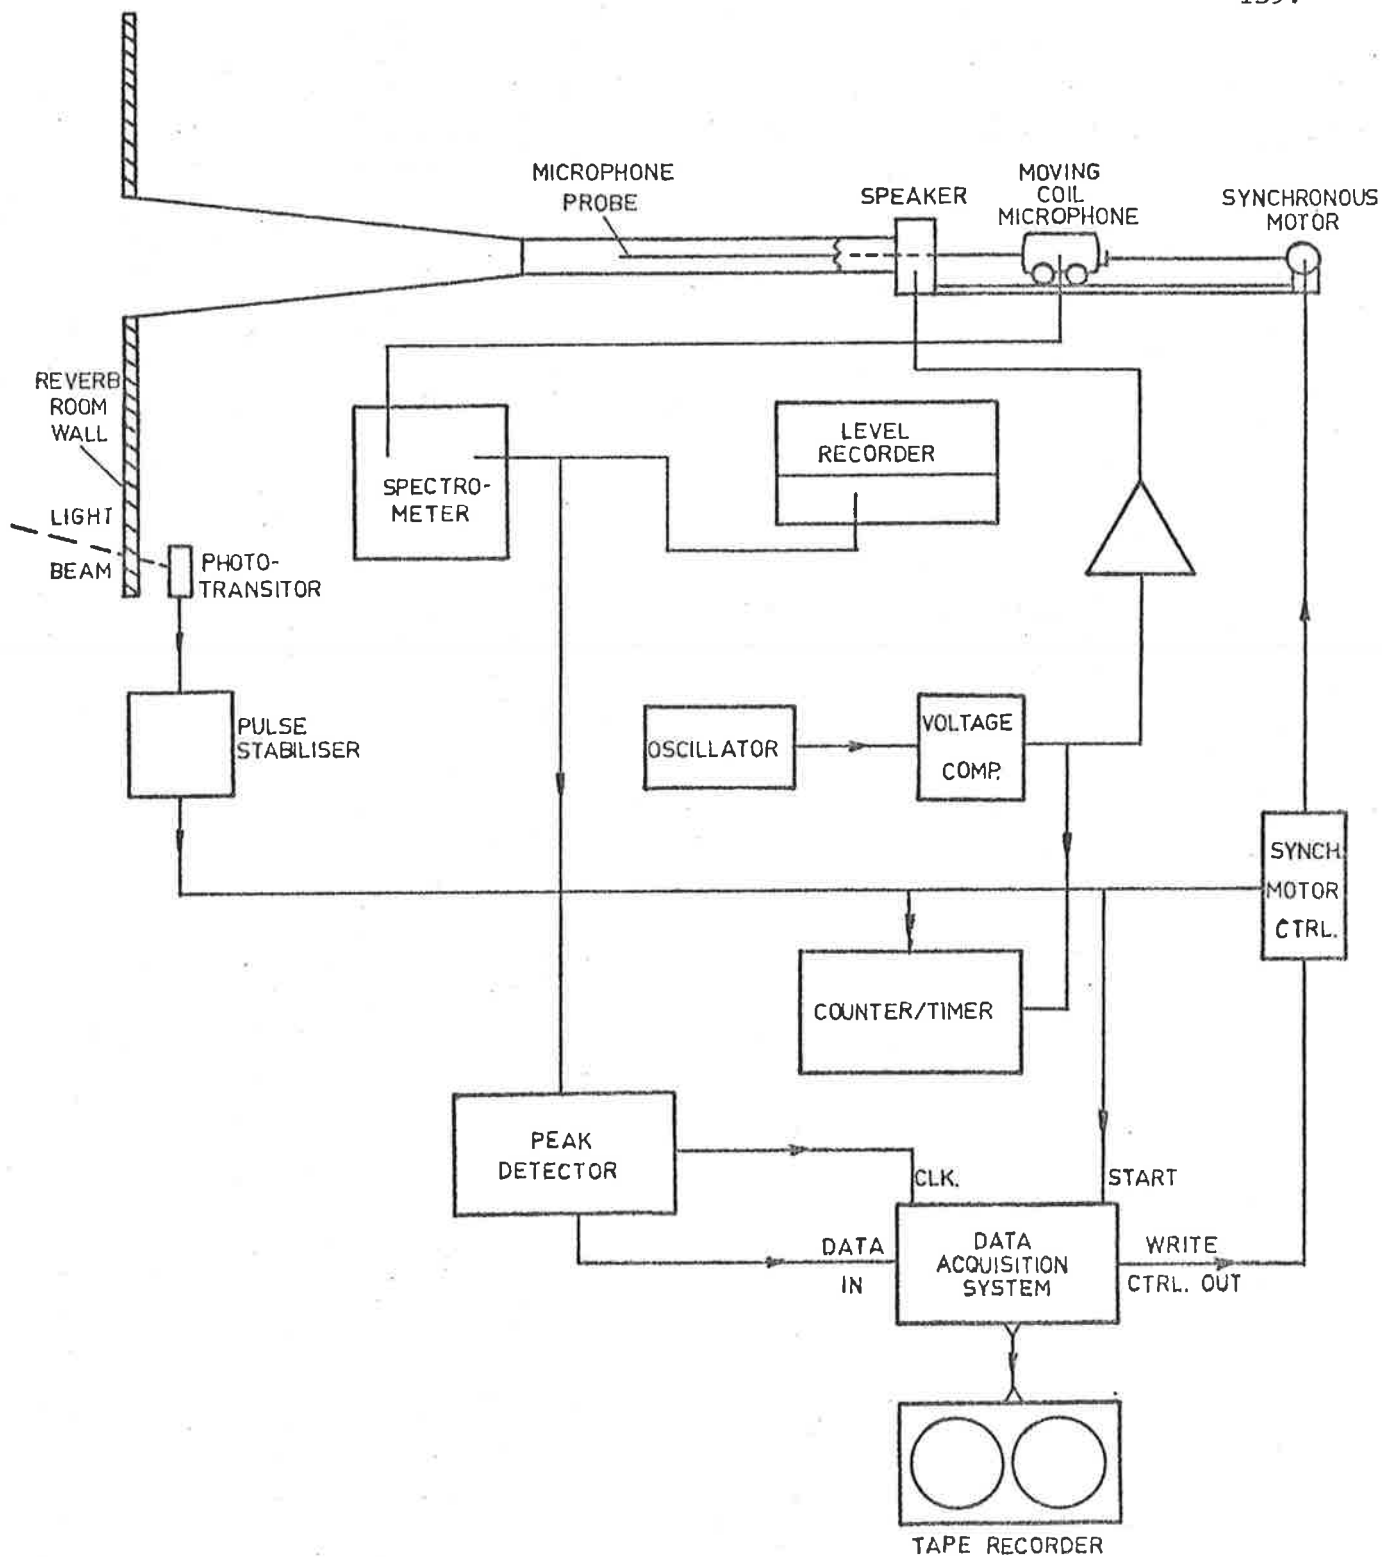 MICROPHONE
PROBE
SPEAKER
MOVING
COIL
MICROPHONE
SYNCHRONOUS
MOTOR
REVERB
ROOM
WALL
LIGHT
BEAM
PHOTO-
TRANSITOR
SPECTRO-
METER
LEVEL
RECORDER
PULSE
STABILISER
OSCILLATOR
VOLTAGE
COMP.
SYNCH.
MOTOR
CTRL.
COUNTER/TIMER
PEAK
DETECTOR
CLK.
START
DATA
IN
DATA
ACQUISITION
SYSTEM
WRITE
CTRL. OUT
TAPE RECORDER